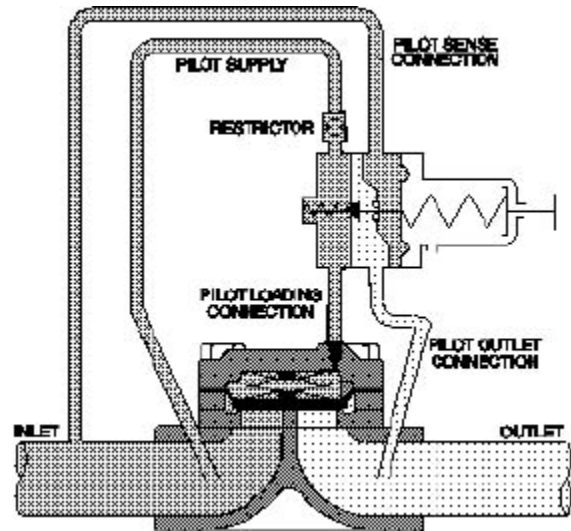 PILOT SENSE
CONNECTION
PILOT SUPPLY
RESTRICTOR
PILOT LOADING
CONNECTION
PILOT OUTLET
CONNECTION
INLET
OUTLET